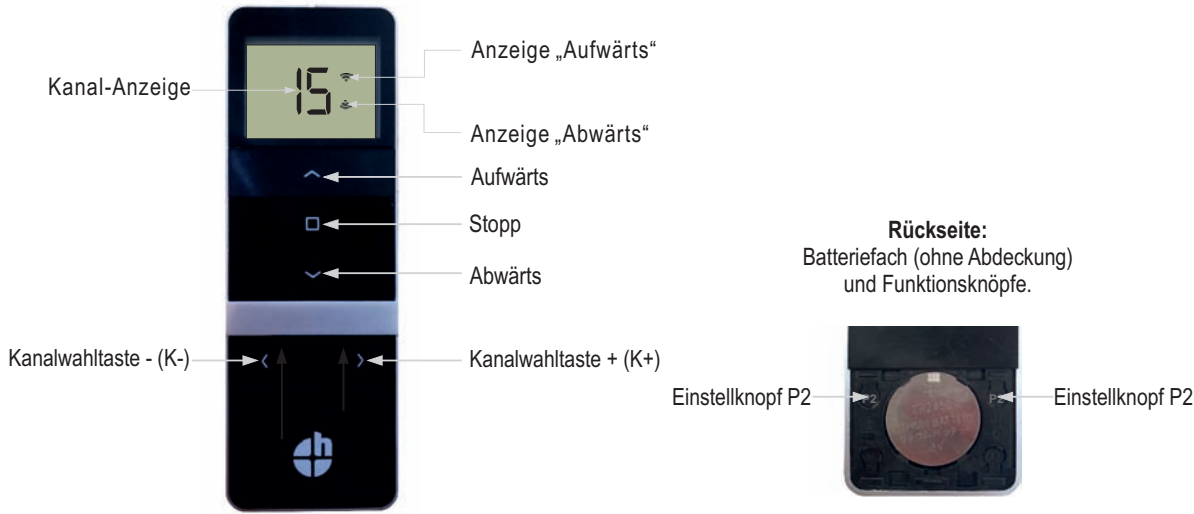 Kanal-Anzeige
15
Anzeige „Aufwärts“
Anzeige „Abwärts“
Aufwärts
Stopp
Abwärts
Kanalwahltaste - (K-)
Kanalwahltaste + (K+)
h
Rückseite:
Batteriefach (ohne Abdeckung)
und Funktionsknöpfe.
Einstellknopf P2
P2
P2
Einstellknopf P2